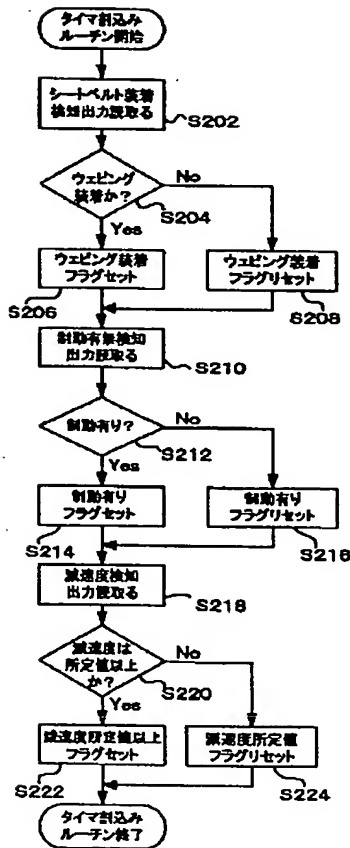 タイマ割込み
ルーチン開始
シートベルト装着
検知出力読取る
S202
ウェビング
装着か?
No
S204
Yes
ウェビング装着
フラグセット
ウェビング装着
フラグリセット
S206
S208
制動有無検知
出力読取る
S210
制動有り?
No
S212
Yes
制動有り
フラグセット
制動有り
フラグリセット
S214
S216
減速度検知
出力読取る
S218
減速度は
所定値以上
か?
No
S220
Yes
減速度所定値以上
フラグセット
減速度所定値
フラグリセット
S222
S224
タイマ割込み
ルーチン終了